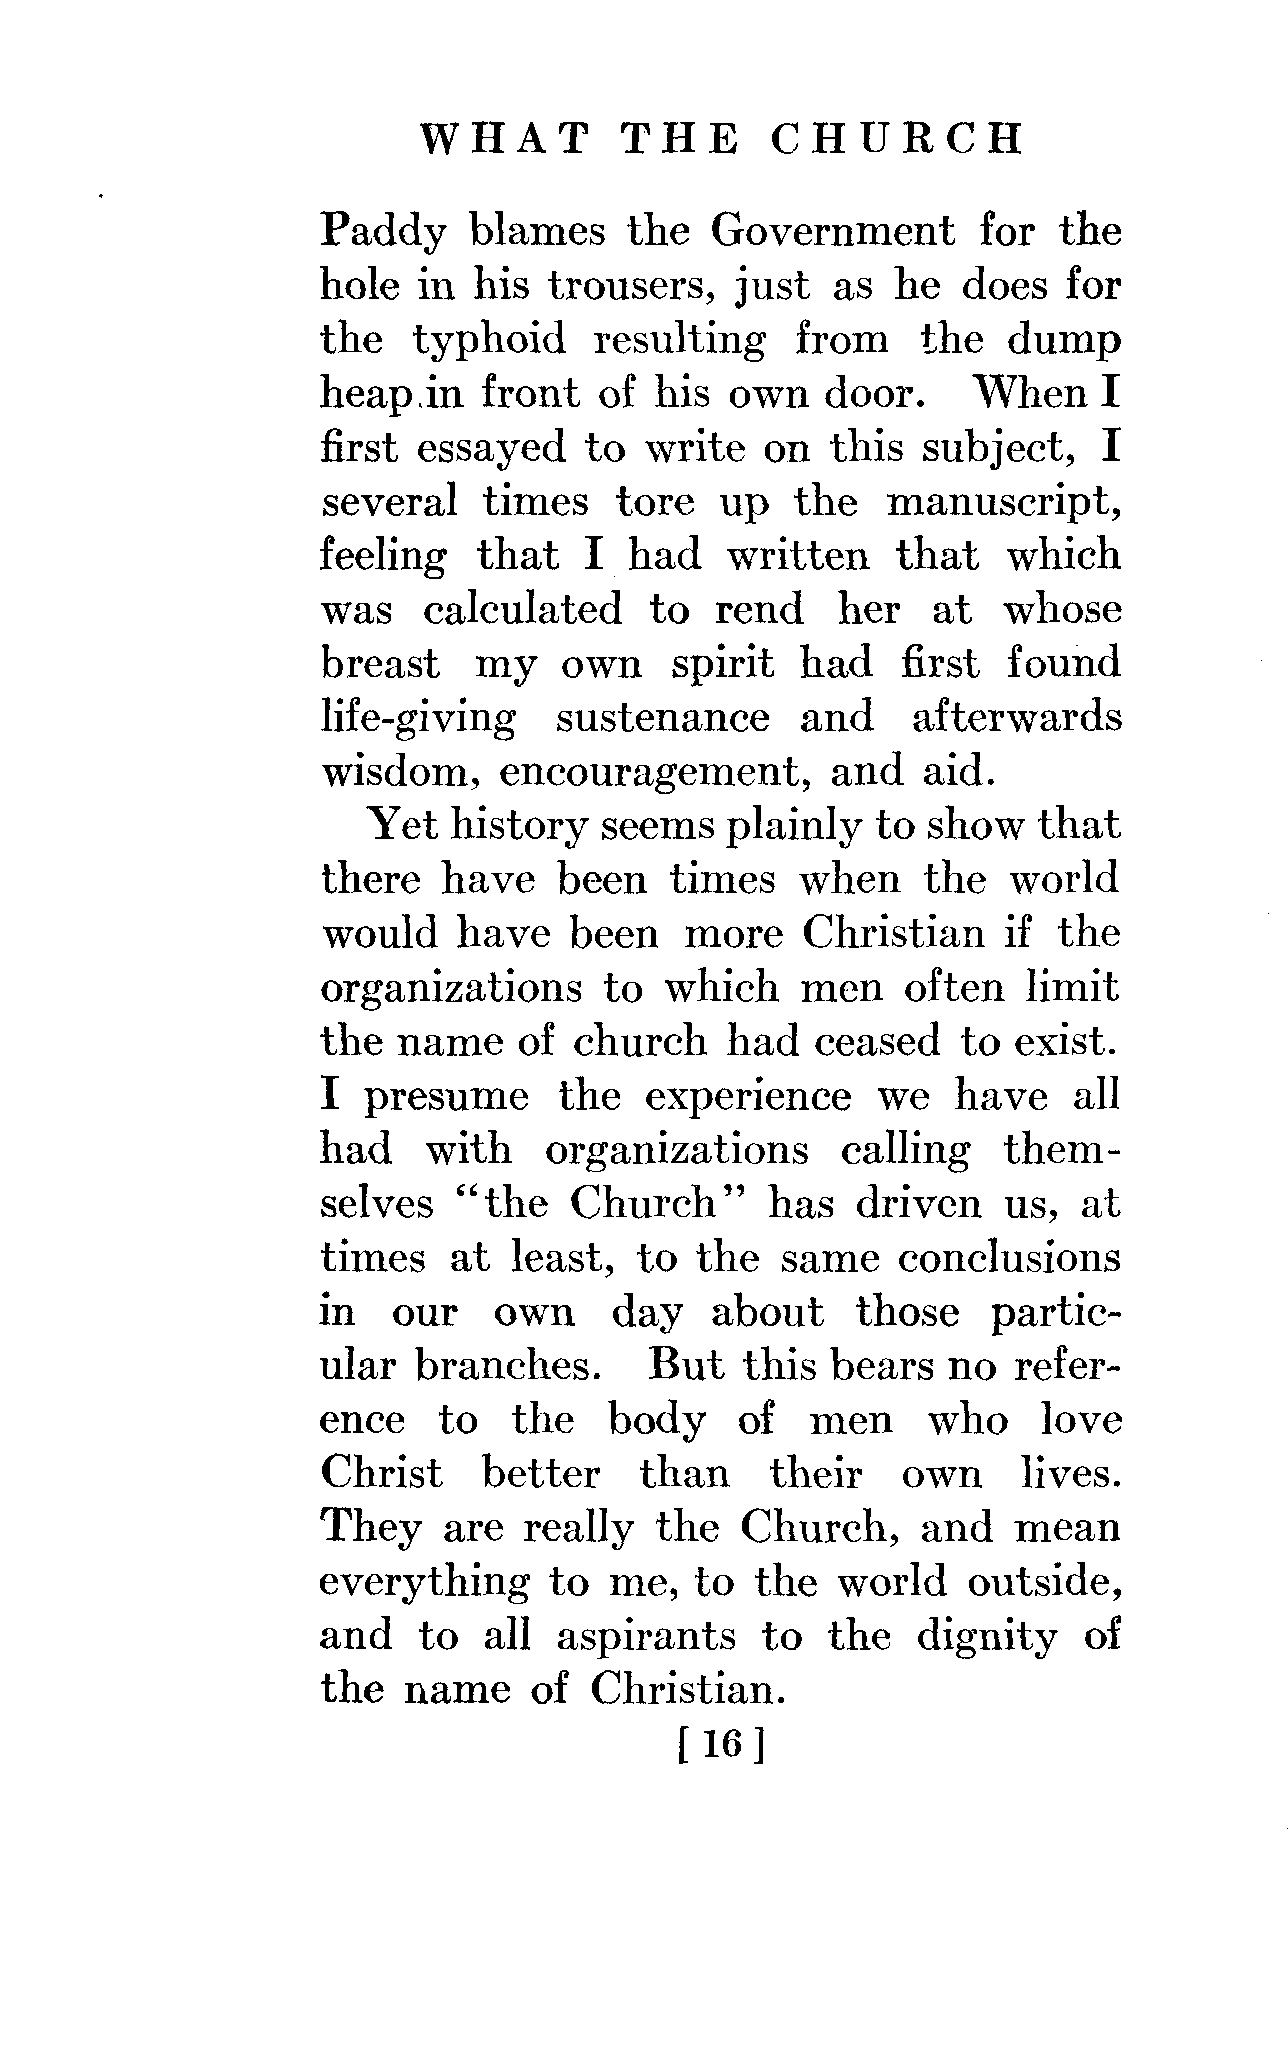 WHAT THE CHURCH
Paddy blames the Government for the
hole in his trousers, just as he does for
the typhoid resulting from the dump
heap in front of his own door. When I
first essayed to write on this subject, I
several times tore up the manuscript,
feeling that I had written that which
was calculated to rend her at whose
breast my own spirit had first found
life-giving sustenance and afterwards
wisdom, encouragement, and aid.
Yet history seems plainly to show that
there have been times when the world
would have been more Christian if the
organizations to which men often limit
the name of church had ceased to exist.
I presume the experience we have all
had with organizations calling them-
selves "the Church" has driven us, at
times at least, to the same conclusions
in our own day about those partic-
ular branches. But this bears no refer-
ence to the body of men who love
Christ better than their own lives.
They are really the Church, and mean
everything to me, to the world outside,
and to all aspirants to the dignity of
the name of Christian.
[ 16 ]